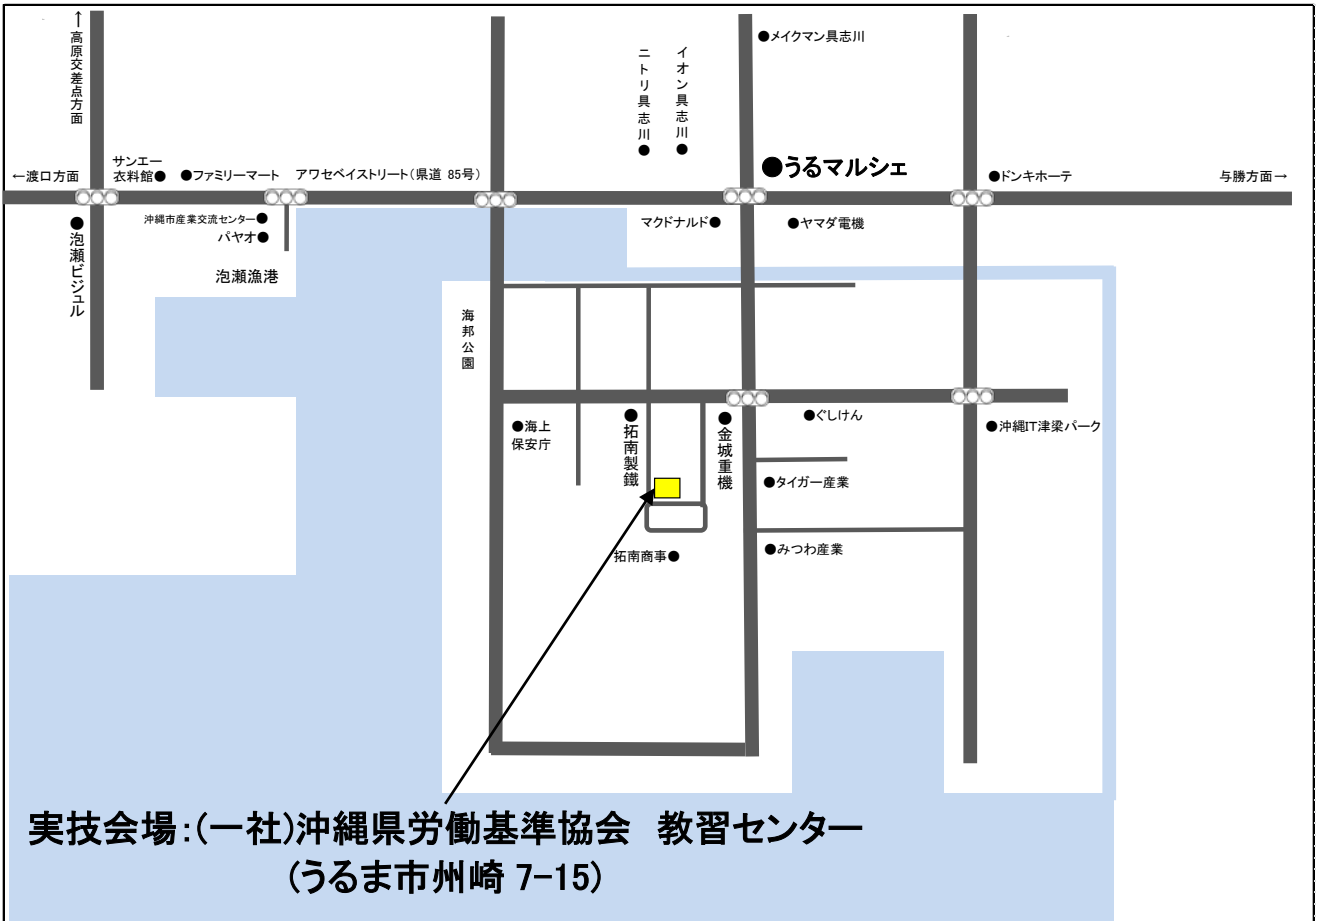 ↑高原交差点方面
ニトリ具志川●
イオン具志川●
●メイクマン具志川
←渡口方面
サンエー
衣料館●
●ファミリーマート
アワセベイストリート(県道 85号)
●うるマルシェ
●ドンキホーテ
与勝方面→
●泡瀬ビジュル
沖縄市産業交流センター●
パヤオ●
泡瀬漁港
マクドナルド●
●ヤマダ電機
海邦公園
●海上
保安庁
●拓南製鐵
●金城重機
●ぐしけん
●沖縄IT津梁パーク
●タイガー産業
拓南商事●
●みつわ産業
実技会場:(一社)沖縄県労働基準協会 教習センター
(うるま市州崎 7-15)